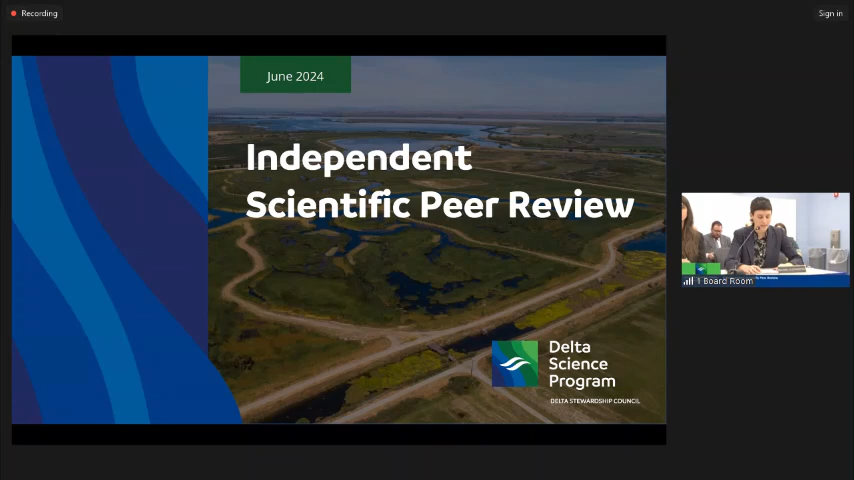 Recording
Sign in
June 2024
Independent
Scientific Peer Review
Delta
Science
Program
DELTA STEWARDSHIP COUNCIL
1 Board Room